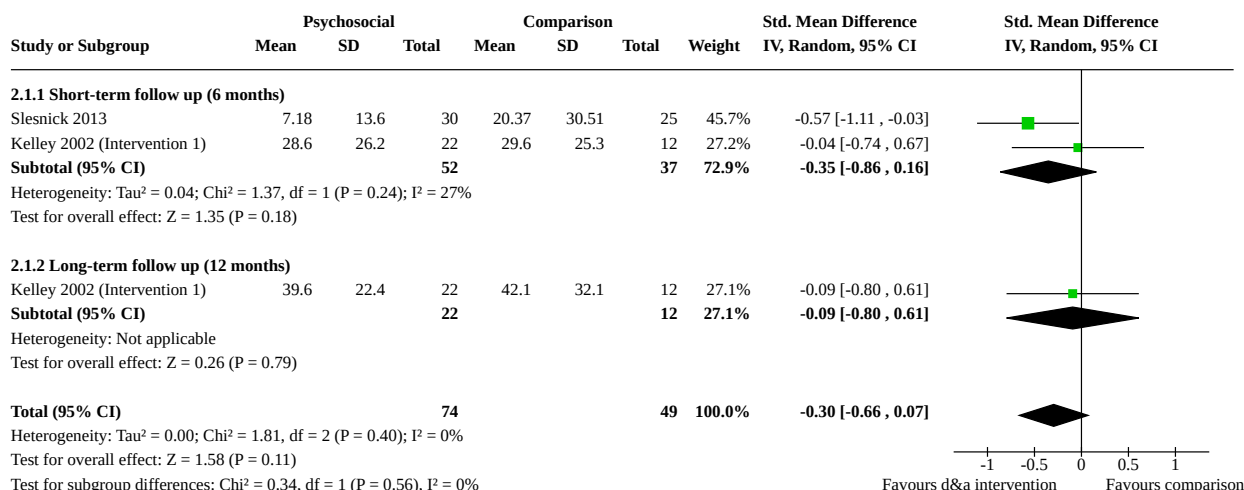 Psychosocial Comparison Std. Mean Difference Std. Mean Difference
Study or Subgroup Mean SD Total Mean SD Total Weight IV, Random, 95% CI IV, Random, 95% CI
2.1.1 Short-term follow up (6 months)
Slesnick 2013 7.18 13.6 30 20.37 30.51 25 45.7% -0.57 [-1.11 , -0.03]
Kelley 2002 (Intervention 1) 28.6 26.2 22 29.6 25.3 12 27.2% -0.04 [-0.74 , 0.67]
Subtotal (95% CI) 52 37 72.9% -0.35 [-0.86 , 0.16]
Heterogeneity: Tau² = 0.04; Chi² = 1.37, df = 1 (P = 0.24); I² = 27%
Test for overall effect: Z = 1.35 (P = 0.18)
2.1.2 Long-term follow up (12 months)
Kelley 2002 (Intervention 1) 39.6 22.4 22 42.1 32.1 12 27.1% -0.09 [-0.80 , 0.61]
Subtotal (95% CI) 22 12 27.1% -0.09 [-0.80 , 0.61]
Heterogeneity: Not applicable
Test for overall effect: Z = 0.26 (P = 0.79)
Total (95% CI) 74 49 100.0% -0.30 [-0.66 , 0.07]
Heterogeneity: Tau² = 0.00; Chi² = 1.81, df = 2 (P = 0.40); I² = 0%
Test for overall effect: Z = 1.58 (P = 0.11)
-1 -0.5 0 0.5 1
Test for subgroup differences: Chi² = 0.34, df = 1 (P = 0.56), I² = 0%
Favours d&a intervention Favours comparison